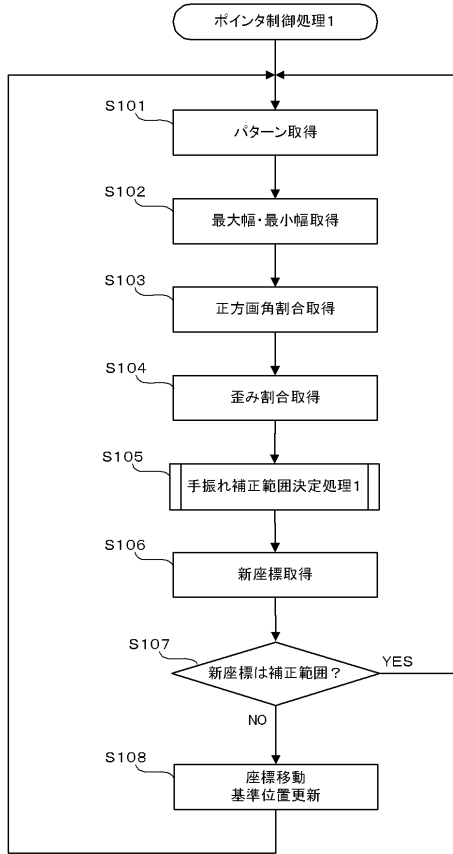 ポインタ制御処理1
S101
パターン取得
S102
最大幅・最小幅取得
S103
正方画角割合取得
S104
歪み割合取得
S105
手振れ補正範囲決定処理1
S106
新座標取得
S107
新座標は補正範囲?
YES
NO
S108
座標移動
基準位置更新